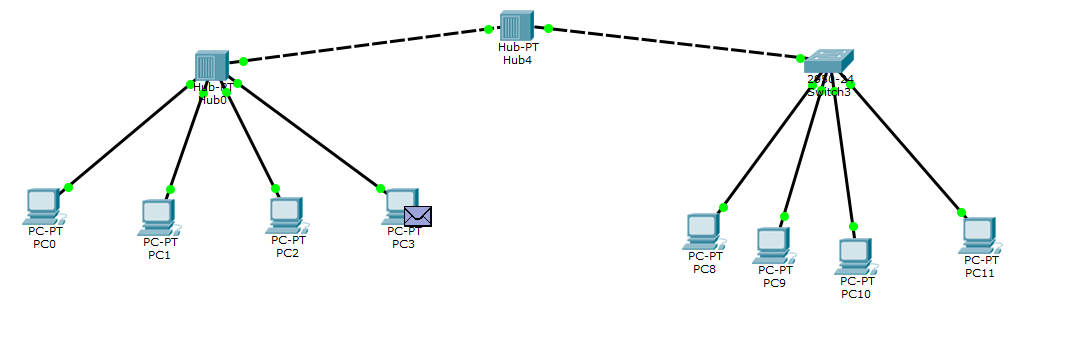 Hub-PT
Hub4
Hub-PT
Hub0
2950-24
Switch3
PC-PT
PC0
PC-PT
PC1
PC-PT
PC2
PC-PT
PC3
PC-PT
PC8
PC-PT
PC9
PC-PT
PC10
PC-PT
PC11